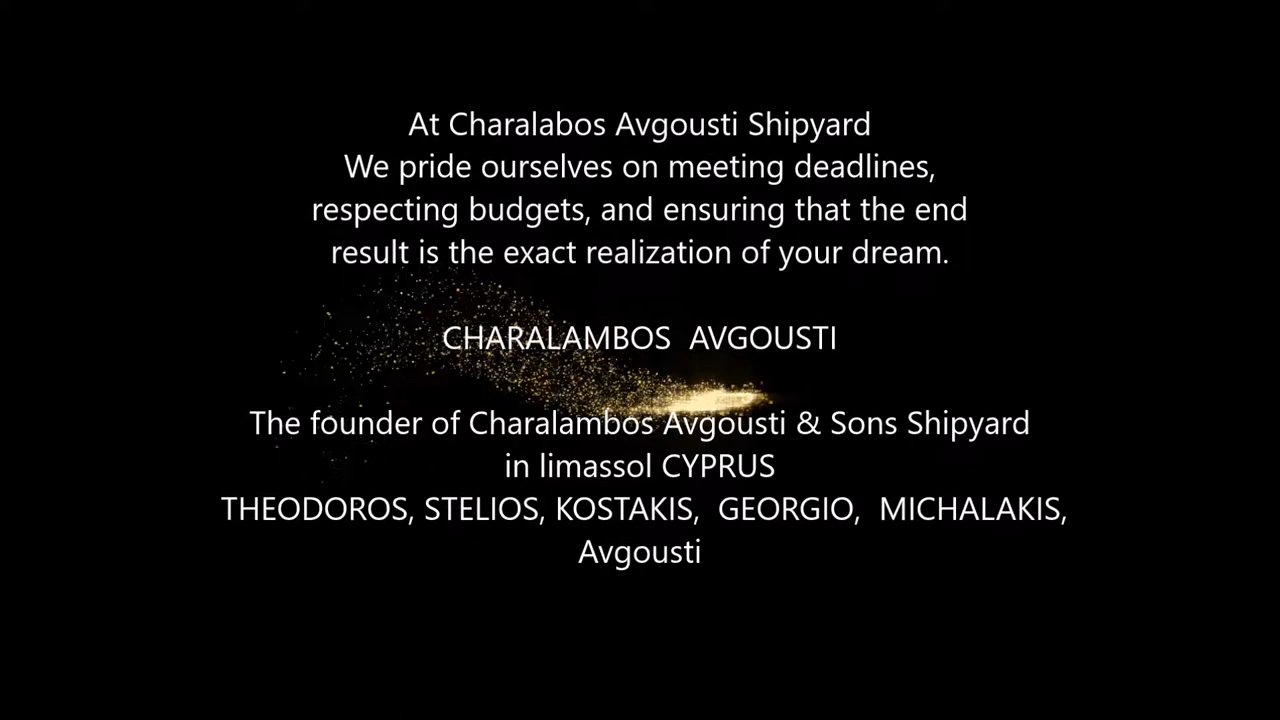 At Charalabos Avgousti Shipyard
We pride ourselves on meeting deadlines,
respecting budgets, and ensuring that the end
result is the exact realization of your dream.
CHARALAMBOS  AVGOUSTI
The founder of Charalambos Avgousti & Sons Shipyard
in limassol CYPRUS
THEODOROS, STELIOS, KOSTAKIS,  GEORGIO,  MICHALAKIS,
Avgousti